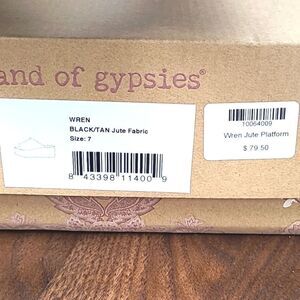 and of gypsies®
WREN
BLACK/TAN Jute Fabric
Size: 7
8 43398 11400 9
10064009
Wren Jute Platform
$ 79.50